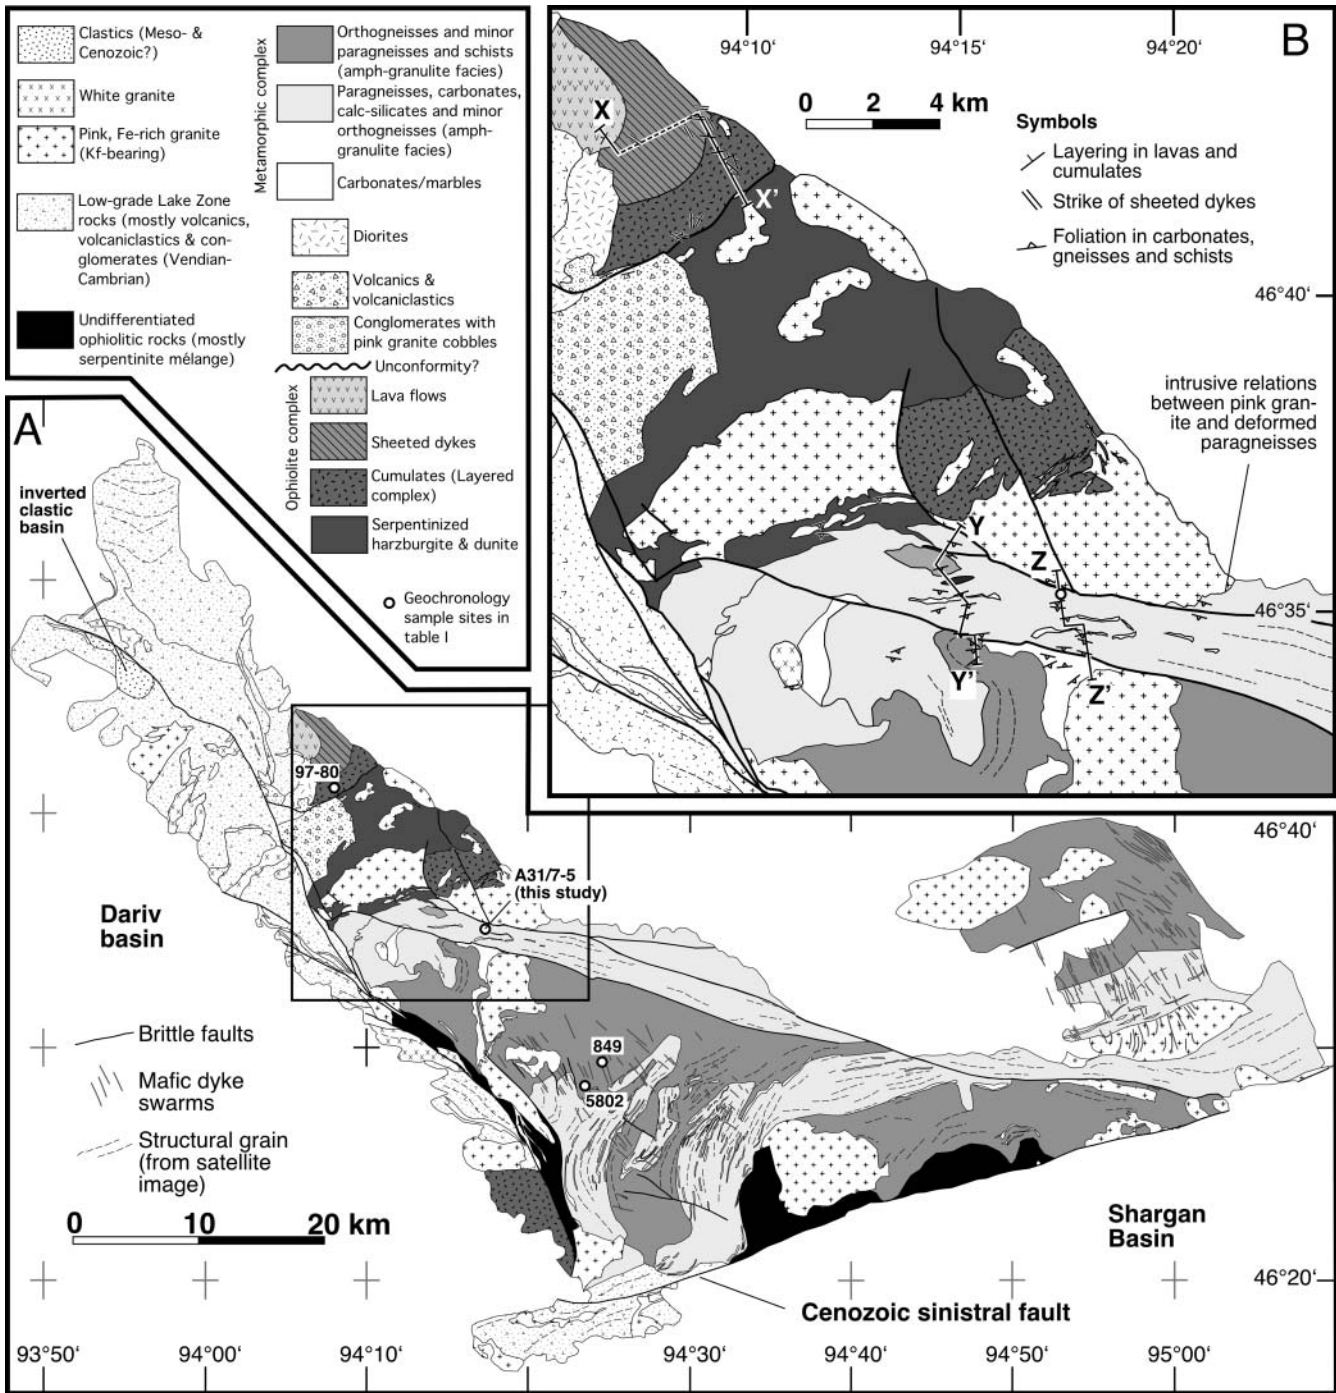 Clastics (Meso- &
Cenozoic?)
White granite
Pink, Fe-rich granite
(Kf-bearing)
Low-grade Lake Zone
rocks (mostly volcanics,
volcaniclastics & con-
glomerates (Vendian-
Cambrian)
Undifferentiated
ophiolitic rocks (mostly
serpentinite mélange)
Metamorphic complex
Orthogneisses and minor
paragneisses and schists
(amph-granulite facies)
Paragneisses, carbonates,
calc-silicates and minor
orthogneisses (amph-
granulite facies)
Carbonates/marbles
Diorites
Volcanics &
volcaniclastics
Conglomerates with
pink granite cobbles
Unconformity?
Ophiolite complex
Lava flows
Sheeted dykes
Cumulates (Layered
complex)
Serpentinized
harzburgite & dunite
Geochronology
sample sites in
table I
B
94°10'
94°15'
94°20'
0 2 4 km
Symbols
Layering in lavas and
cumulates
Strike of sheeted dykes
Foliation in carbonates,
gneisses and schists
X
X'
46°40'
intrusive relations
between pink gran-
ite and deformed
paragneisses
Y
Z
46°35'
Y'
Z'
A
inverted
clastic
basin
97-80
A31/7-5
(this study)
46°40'
Dariv
basin
849
5802
Brittle faults
Mafic dyke
swarms
Structural grain
(from satellite
image)
0 10 20 km
Shargan
Basin
46°20'
Cenozoic sinistral fault
93°50'
94°00'
94°10'
94°30'
94°40'
94°50'
95°00'